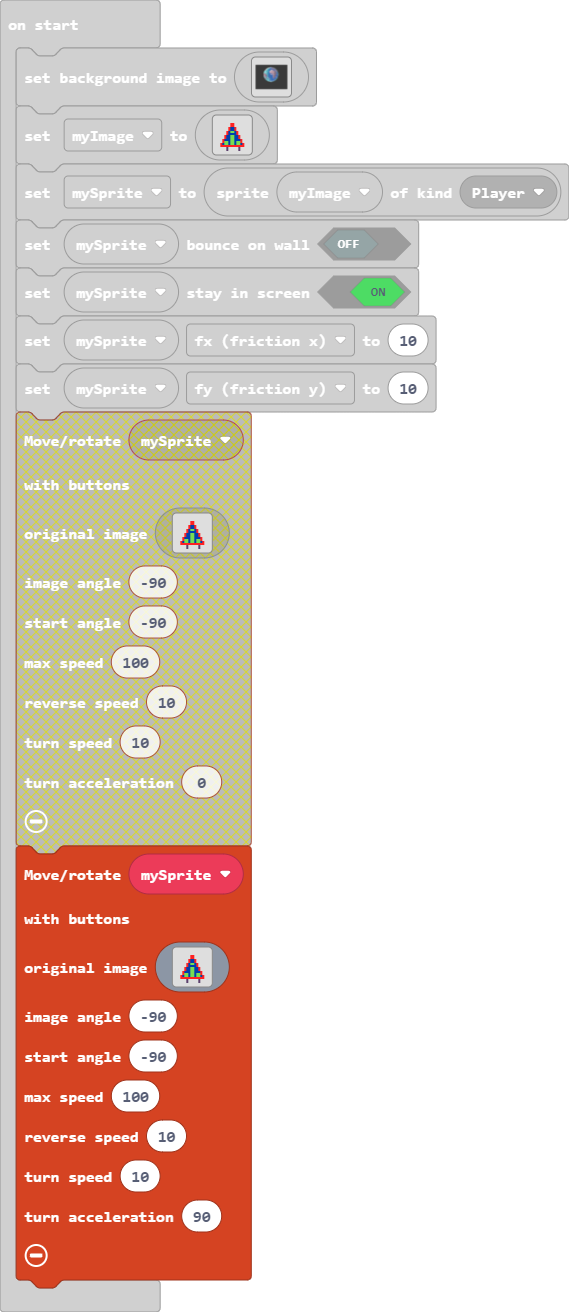 on start
set background image to
set myImage to
set mySprite to sprite myImage of kind Player
set mySprite bounce on wall OFF
set mySprite stay in screen ON
set mySprite fx (friction x) to 10
set mySprite fy (friction y) to 10
Move/rotate mySprite
with buttons
original image
image angle -90
start angle -90
max speed 100
reverse speed 10
turn speed 10
turn acceleration 0
Move/rotate mySprite
with buttons
original image
image angle -90
start angle -90
max speed 100
reverse speed 10
turn speed 10
turn acceleration 90